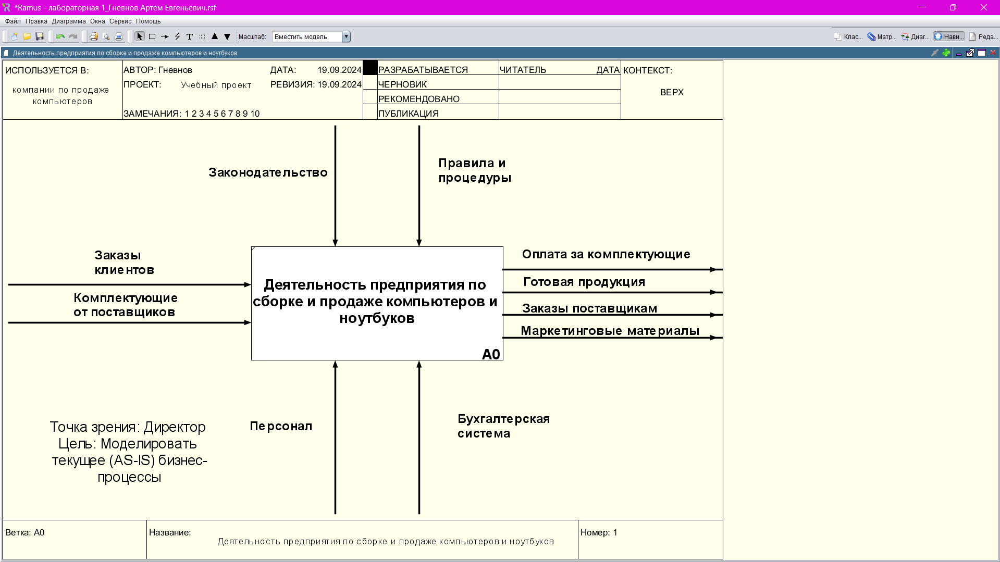 *Ramus - лабораторная 1_Гневнов Артем Евгеньевич.rsf
Файл Правка Диаграмма Окна Сервис Помощь
Масштаб: Вместить модель
Клас... Матр... Диаг... Нави... Реда...
Деятельность предприятия по сборке и продаже компьютеров и ноутбуков
ИСПОЛЬЗУЕТСЯ В:
компании по продаже
компьютеров
АВТОР: Гневнов
ДАТА: 19.09.2024
ПРОЕКТ: Учебный проект
РЕВИЗИЯ: 19.09.2024
ЗАМЕЧАНИЯ: 1 2 3 4 5 6 7 8 9 10
РАЗРАБАТЫВАЕТСЯ
ЧЕРНОВИК
РЕКОМЕНДОВАНО
ПУБЛИКАЦИЯ
ЧИТАТЕЛЬ ДАТА
КОНТЕКСТ:
ВЕРХ
Законодательство
Правила и
процедуры
Заказы
клиентов
Комплектующие
от поставщиков
Деятельность предприятия по
сборке и продаже компьютеров и
ноутбуков
A0
Оплата за комплектующие
Готовая продукция
Заказы поставщикам
Маркетинговые материалы
Точка зрения: Директор
Цель: Моделировать
текущее (AS-IS) бизнес-
процессы
Персонал
Бухгалтерская
система
Ветка: A0
Название:
Деятельность предприятия по сборке и продаже компьютеров и ноутбуков
Номер: 1